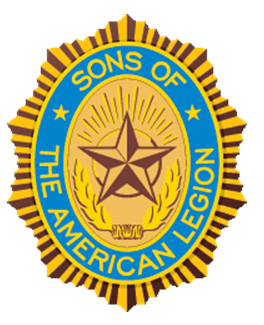 SONS OF
THE AMERICAN LEGION